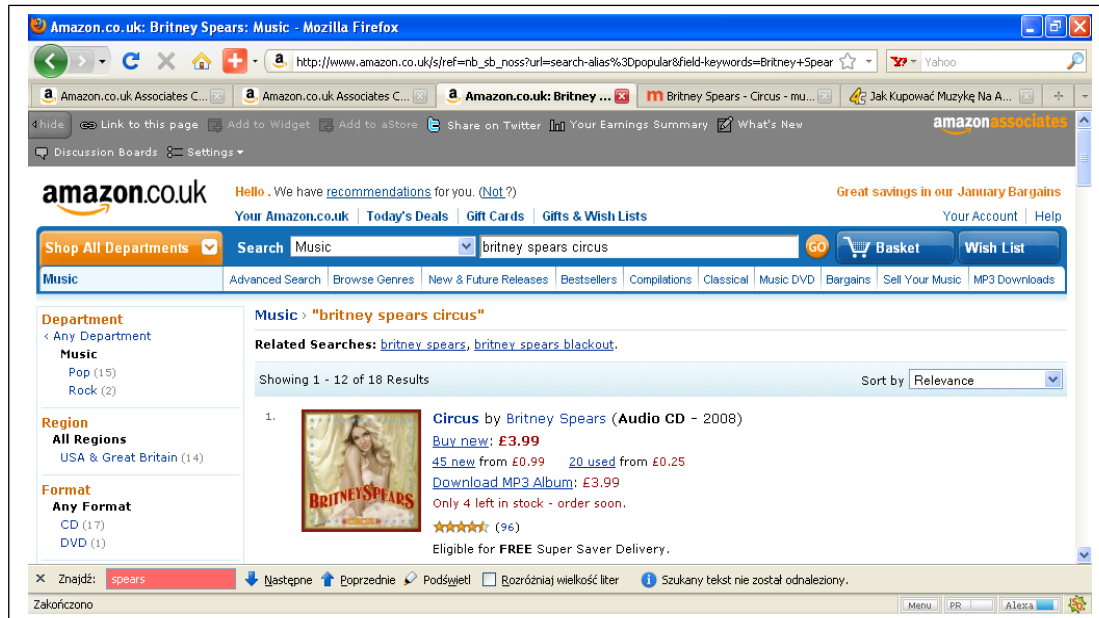 Amazon.co.uk: Britney Spears: Music - Mozilla Firefox
http://www.amazon.co.uk/s/ref=nb_sb_noss?url=search-alias%3Dpopular&field-keywords=Britney+Spear Yahoo
Amazon.co.uk Associates C... Amazon.co.uk Associates C... Amazon.co.uk: Britney ... Britney Spears - Circus - mu... Jak Kupować Muzykę Na A...
hide Link to this page Add to Widget Add to aStore Share on Twitter Your Earnings Summary What's New amazonassociates
Discussion Boards Settings
amazon.co.uk Hello . We have recommendations for you. (Not ?) Great savings in our January Bargains
Your Amazon.co.uk Today's Deals Gift Cards Gifts & Wish Lists Your Account Help
Shop All Departments Search Music britney spears circus GO Basket Wish List
Music Advanced Search Browse Genres New & Future Releases Bestsellers Compilations Classical Music DVD Bargains Sell Your Music MP3 Downloads
Department
< Any Department
Music
Pop (15)
Rock (2)
Region
All Regions
USA & Great Britain (14)
Format
Any Format
CD (17)
DVD (1)
Music › "britney spears circus"
Related Searches: britney spears, britney spears blackout.
Showing 1 - 12 of 18 Results Sort by Relevance
1.
BRITNEY SPEARS
CIRCUS
Circus by Britney Spears (Audio CD - 2008)
Buy new: £3.99
45 new from £0.99 20 used from £0.25
Download MP3 Album: £3.99
Only 4 left in stock - order soon.
(96)
Eligible for FREE Super Saver Delivery.
Znajdź: spears Następne Poprzednie Podświetl Rozróżniaj wielkość liter Szukany tekst nie został odnaleziony.
Zakończono Menu PR Alexa